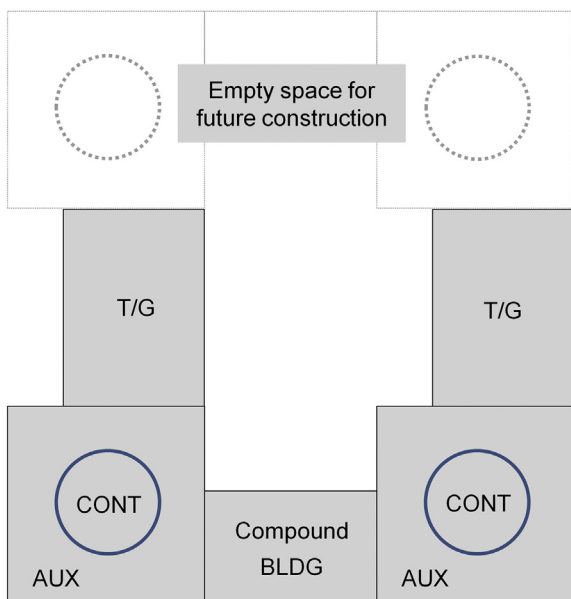 Empty space for
future construction
T/G
T/G
CONT
CONT
Compound
BLDG
AUX
AUX